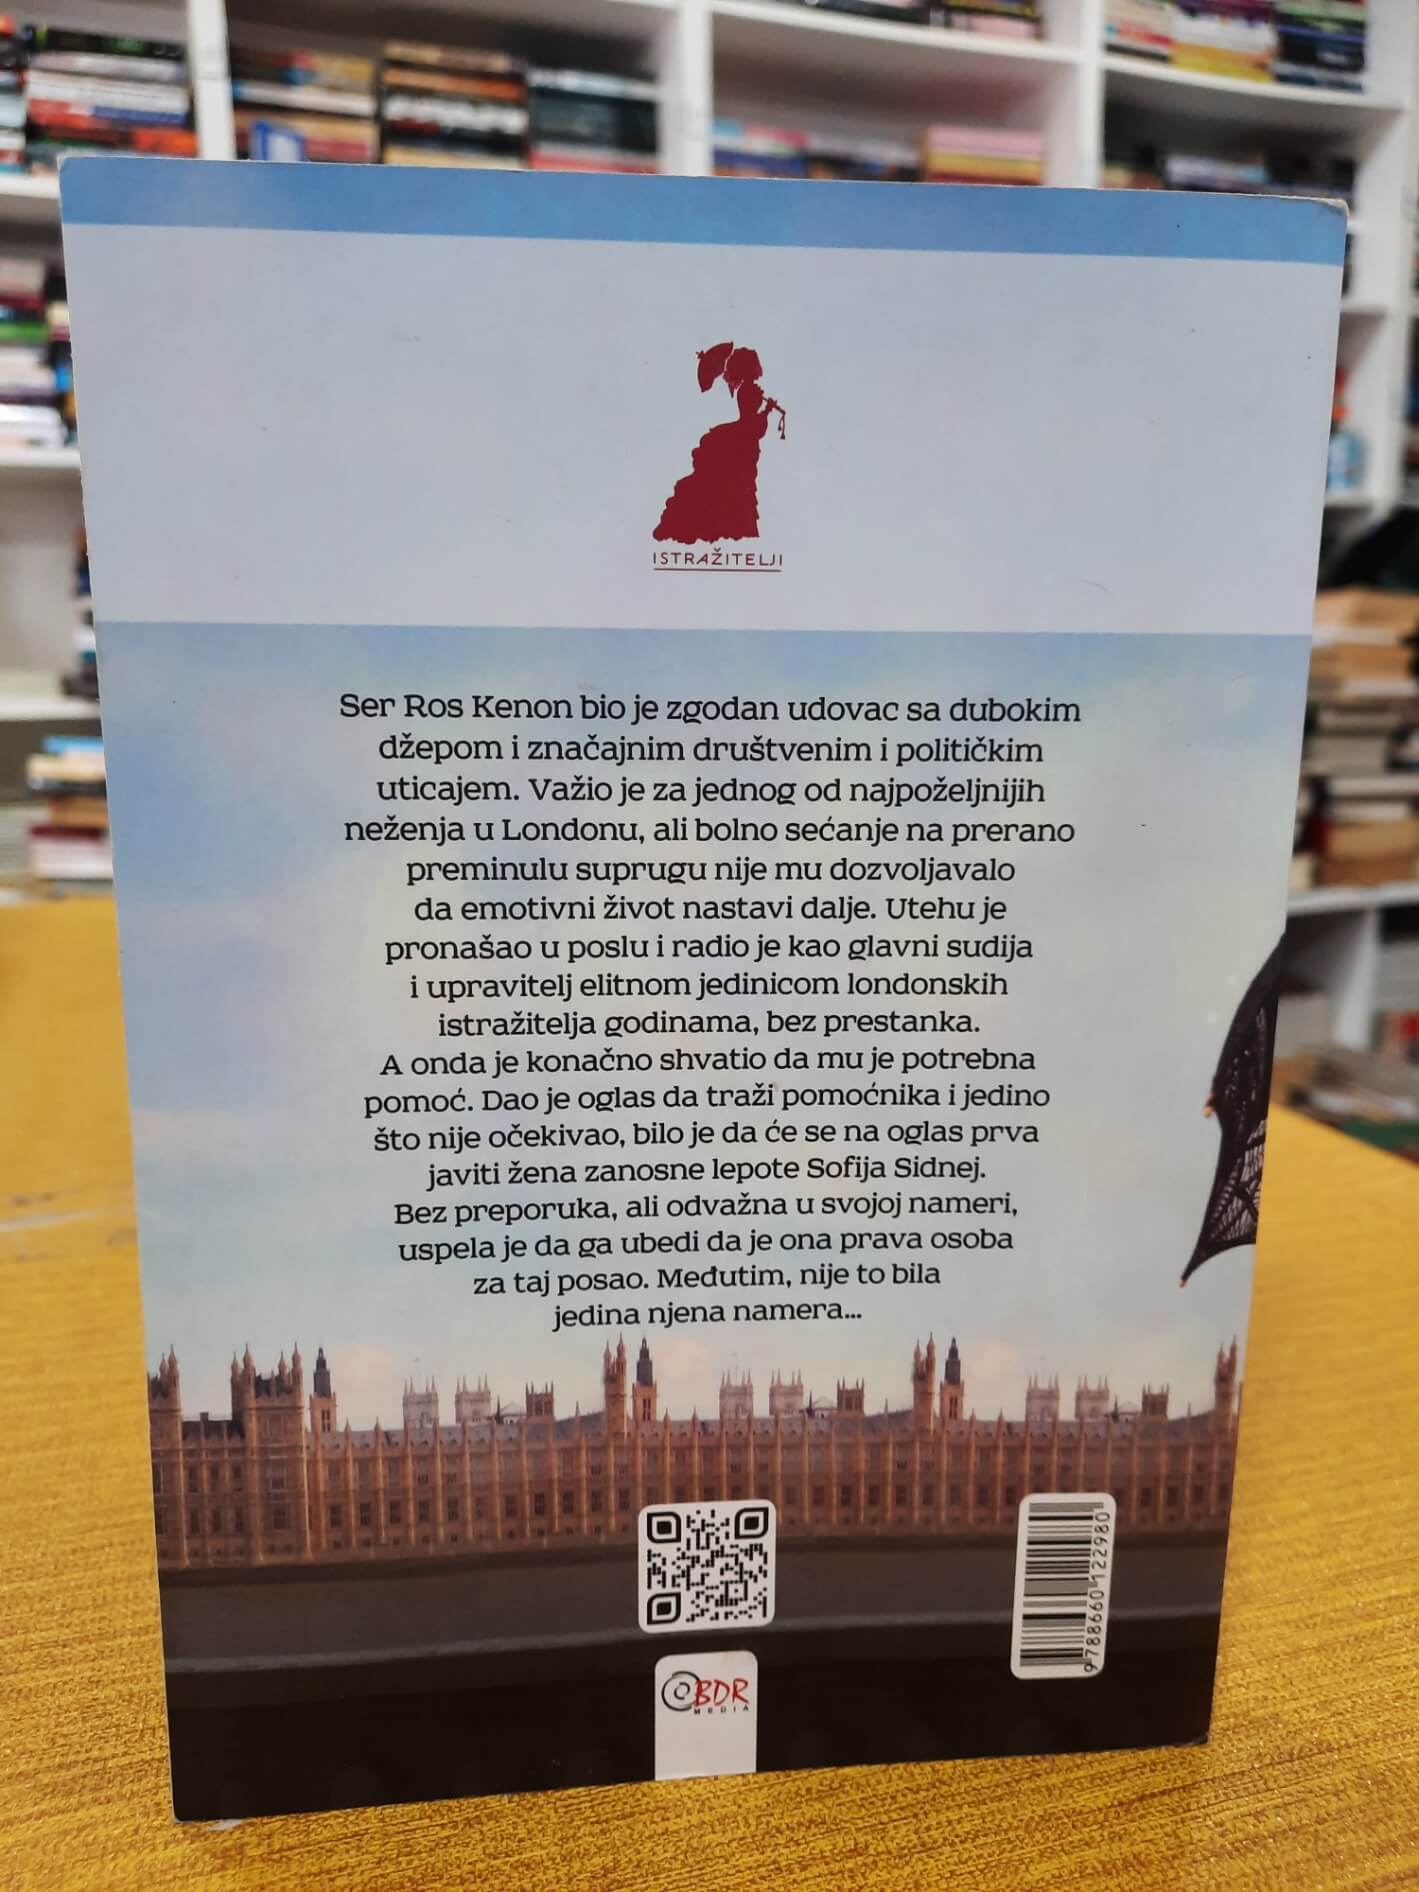 ISTRAŽITELJI
Ser Ros Kenon bio je zgodan udovac sa dubokim
džepom i značajnim društvenim i političkim
uticajem. Važio je za jednog od najpoželjnijih
neženja u Londonu, ali bolno sećanje na prerano
preminulu suprugu nije mu dozvoljavalo
da emotivni život nastavi dalje. Utehu je
pronašao u poslu i radio je kao glavni sudija
i upravitelj elitnom jedinicom londonskih
istražitelja godinama, bez prestanka.
A onda je konačno shvatio da mu je potrebna
pomoć. Dao je oglas da traži pomoćnika i jedino
što nije očekivao, bilo je da će se na oglas prva
javiti žena zanosne lepote Sofija Sidnej.
Bez preporuka, ali odvažna u svojoj nameri,
uspela je da ga ubedi da je ona prava osoba
za taj posao. Međutim, nije to bila
jedina njena namera...
9788660122980
BDR
MEDIA